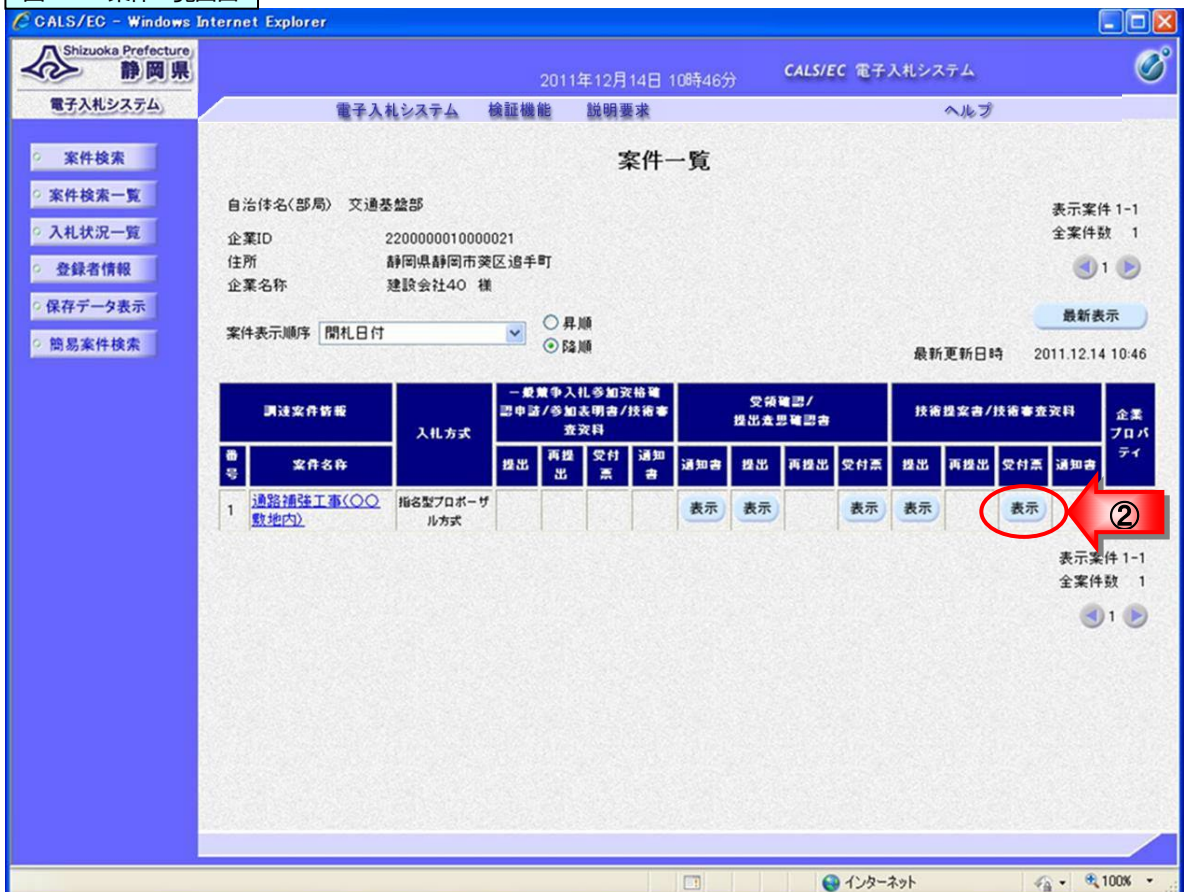 CALS/EC - Windows Internet Explorer
Shizuoka Prefecture
静岡県
電子入札システム
2011年12月14日 10時46分
CALS/EC 電子入札システム
電子入札システム 検証機能 説明要求 ヘルプ
案件検索
案件検索一覧
入札状況一覧
登録者情報
保存データ表示
簡易案件検索
案件一覧
自治体名(部局) 交通基盤部
企業ID 2200000010000021
住所 静岡県静岡市葵区追手町
企業名称 建設会社40 様
表示案件 1-1
全案件数 1
1
案件表示順序 開札日付
昇順
降順
最新表示
最新更新日時 2011.12.14 10:46
調達案件情報
入札方式
一般競争入札参加資格確
認申請/参加表明書/技術審
査資料
受領確認/
提出意思確認書
技術提案書/技術審査資料
企業
プロパ
ティ
番号 案件名称
提出 再提出 受付票 通知書
通知書 提出 再提出 受付票
提出 再提出 受付票 通知書
1 通路補強工事(〇〇 指名型プロポーザ 表示 表示 表示 表示 表示 ②
敷地内) ル方式
表示案件 1-1
全案件数 1
1
インターネット
100%